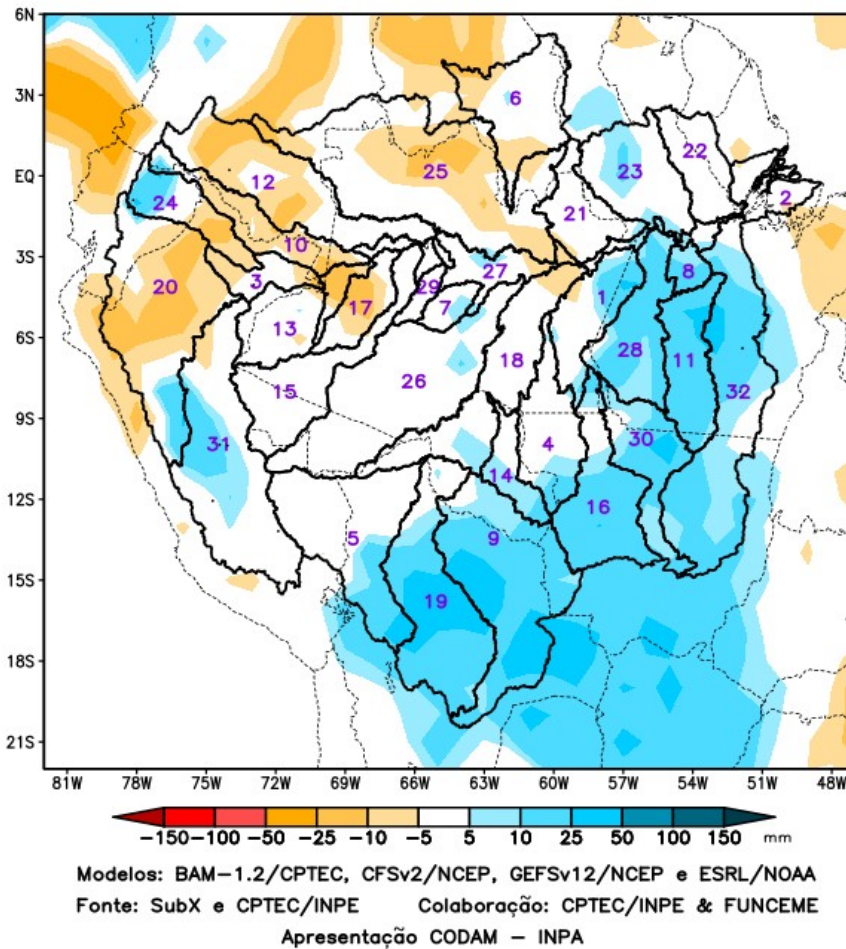 6N
3N
EQ
3S
6S
9S
12S
15S
18S
21S
6
25
12
24
10
20
3
17
13
29
7
27
15
26
18
31
5
19
9
14
4
16
30
28
1
11
32
8
21
23
22
2
81W 78W 75W 72W 69W 66W 63W 60W 57W 54W 51W 48W
−150 −100 −50 −25 −10 −5 5 10 25 50 100 150 mm
Modelos: BAM−1.2/CPTEC, CFSv2/NCEP, GEFSv12/NCEP e ESRL/NOAA
Fonte: SubX e CPTEC/INPE Colaboração: CPTEC/INPE & FUNCEME
Apresentação CODAM − INPA